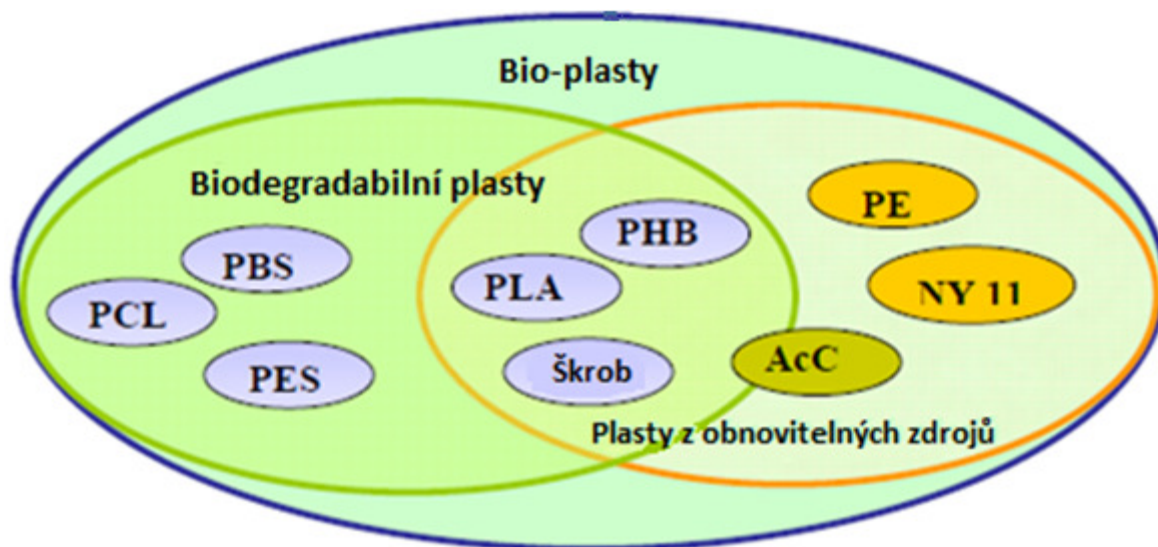 Bio-plasty
Biodegradabilní plasty
PE
PHB
PBS
PLA
NY 11
PCL
Škrob
AcC
PES
Plasty z obnovitelných zdrojů